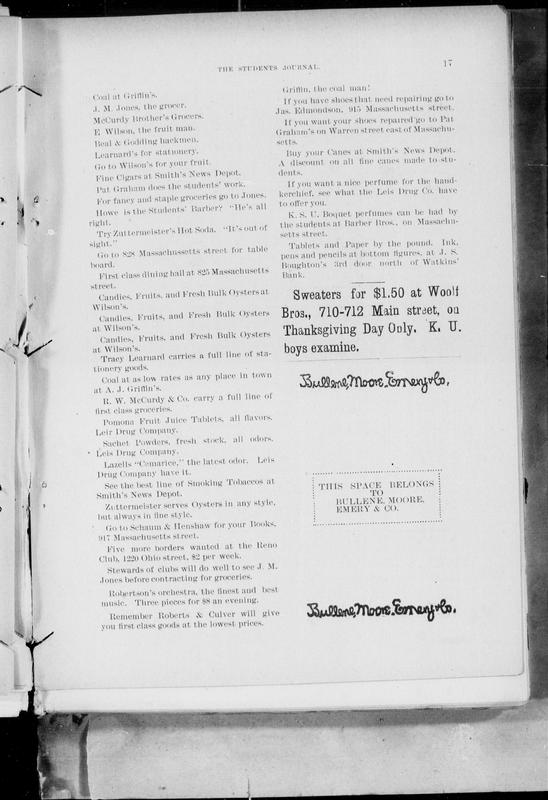 THE STUDENTS JOURNAL.
17
Coal at Griffin's.
J. M. Jones, the grocer.
McCurdy Brother's Grocers.
E Wilson, the fruit man.
Beal & Godding hackmen.
Learnard's for stationery.
Go to Wilson's for your fruit.
Fine Cigars at Smith's News Depot.
Pat Graham does the students' work.
For fancy and staple groceries go to Jones.
Howe is the Students' Barber? "He's all
right.
Try Zuttermeister's Hot Soda. "It's out of
sight."
Go to 828 Massachussetts street for table
board.
First class dining hall at 825 Massachusetts
street.
Candies, Fruits, and Fresh Bulk Oysters at
Wilson's.
Candies, Fruits, and Fresh Bulk Oysters
at Wilson's.
Candies, Fruits, and Fresh Bulk Oysters
at Wilson's.
Tracy Learnard carries a full line of sta-
tionery goods.
Coal at as low rates as any place in town
at A. J. Griffin's.
R. W. McCurdy & Co. carry a full line of
first class groceries.
Pomona Fruit Juice Tablets, all flavors.
Leir Drug Company.
Sachet Powders, fresh stock, all odors.
Leis Drug Company.
Lazells "Comarice," the latest odor. Leis
Drug Company have it.
See the best line of Smoking Tobaccos at
Smith's News Depot.
Zuttermeister serves Oysters in any style,
but always in fine style.
Go to Schaum & Henshaw for your Books,
917 Massachusetts street.
Five more borders wanted at the Reno
Club, 1220 Ohio street, $2 per week.
Stewards of clubs will do well to see J. M.
Jones before contracting for groceries.
Robertson's orchestra, the finest and best
music. Three pieces for $8 an evening.
Remember Roberts & Culver will give
you first class goods at the lowest prices.
Griffin, the coal man!
If you have shoes that need repairing go to
Jas. Edmondson, 915 Massachusetts street.
If you want your shoes repaired go to Pat
Graham's on Warren street east of Massachu-
setts.
Buy your Canes at Smith's News Depot.
A discount on all fine canes made to stu-
dents.
If you want a nice perfume for the hand-
kerchief, see what the Leis Drug Co. have
to offer you.
K. S. U. Boquet perfumes can be had by
the students at Barber Bros., on Massachu-
setts street.
Tablets and Paper by the pound. Ink,
pens and pencils at bottom figures, at J. S.
Boughton's 3rd door north of Watkins'
Bank.
Sweaters for $1.50 at Woolf
Bros., 710-712 Main street, on
Thanksgiving Day Only. K. U.
boys examine.
Bullene, Moore, Emery & Co.
THIS SPACE BELONGS
TO
BULLENE, MOORE,
EMERY & CO.
Bullene, Moore, Emery & Co.